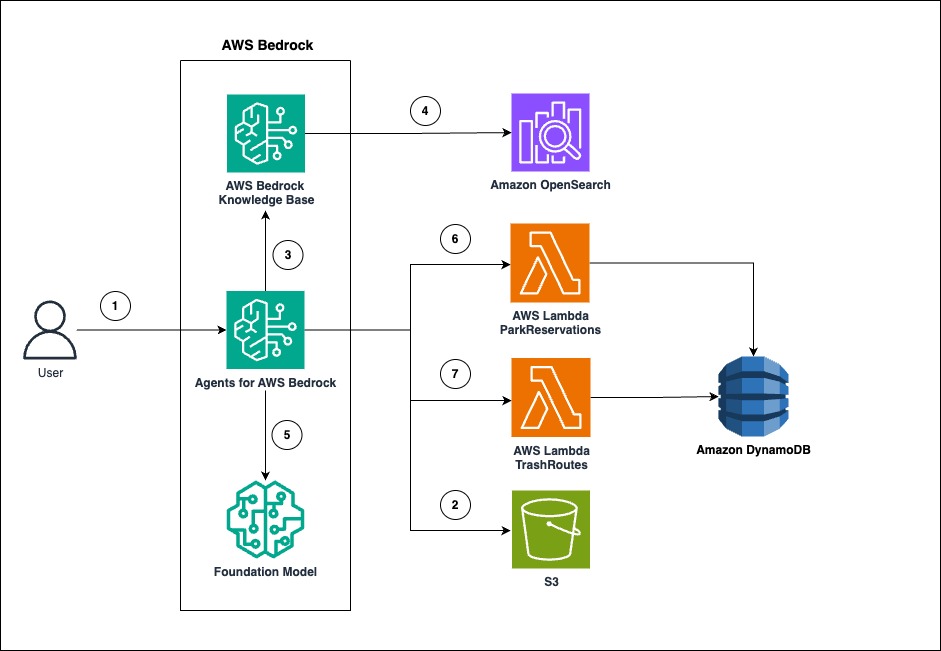 AWS Bedrock
4
AWS Bedrock
Knowledge Base
Amazon OpenSearch
3
6
1
AWS Lambda
ParkReservations
User
Agents for AWS Bedrock
7
5
AWS Lambda
TrashRoutes
Amazon DynamoDB
2
Foundation Model
S3